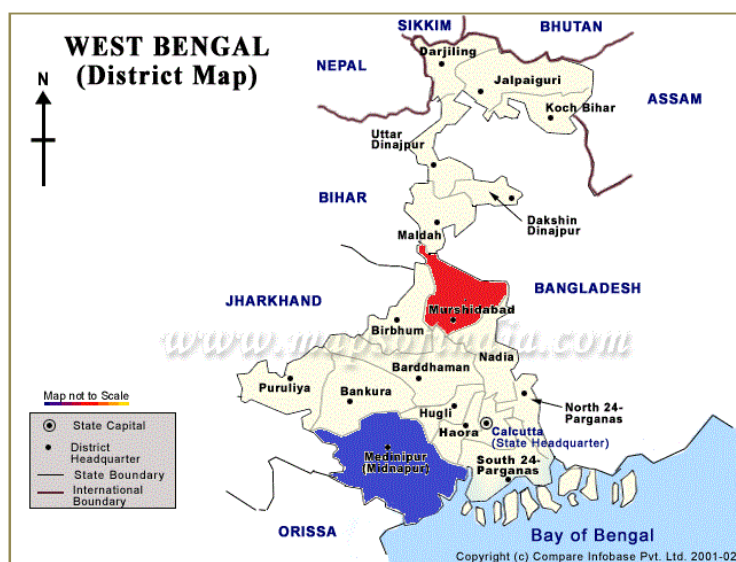 WEST BENGAL
(District Map)
N
SIKKIM
BHUTAN
NEPAL
Darjiling
Jalpaiguri
ASSAM
Koch Bihar
Uttar
Dinajpur
BIHAR
Dakshin
Dinajpur
Maldah
BANGLADESH
JHARKHAND
Murshidabad
Birbhum
www.mapsofindia.com
Nadia
Barddhaman
Puruliya
Bankura
North 24-
Parganas
Hugli
Haora
Calcutta
(State Headquarter)
Medinipur
(Midnapur)
South 24-
Parganas
Map not to Scale
State Capital
District
Headquarter
State Boundary
International
Boundary
ORISSA
Bay of Bengal
Copyright (c) Compare Infobase Pvt. Ltd. 2001-02